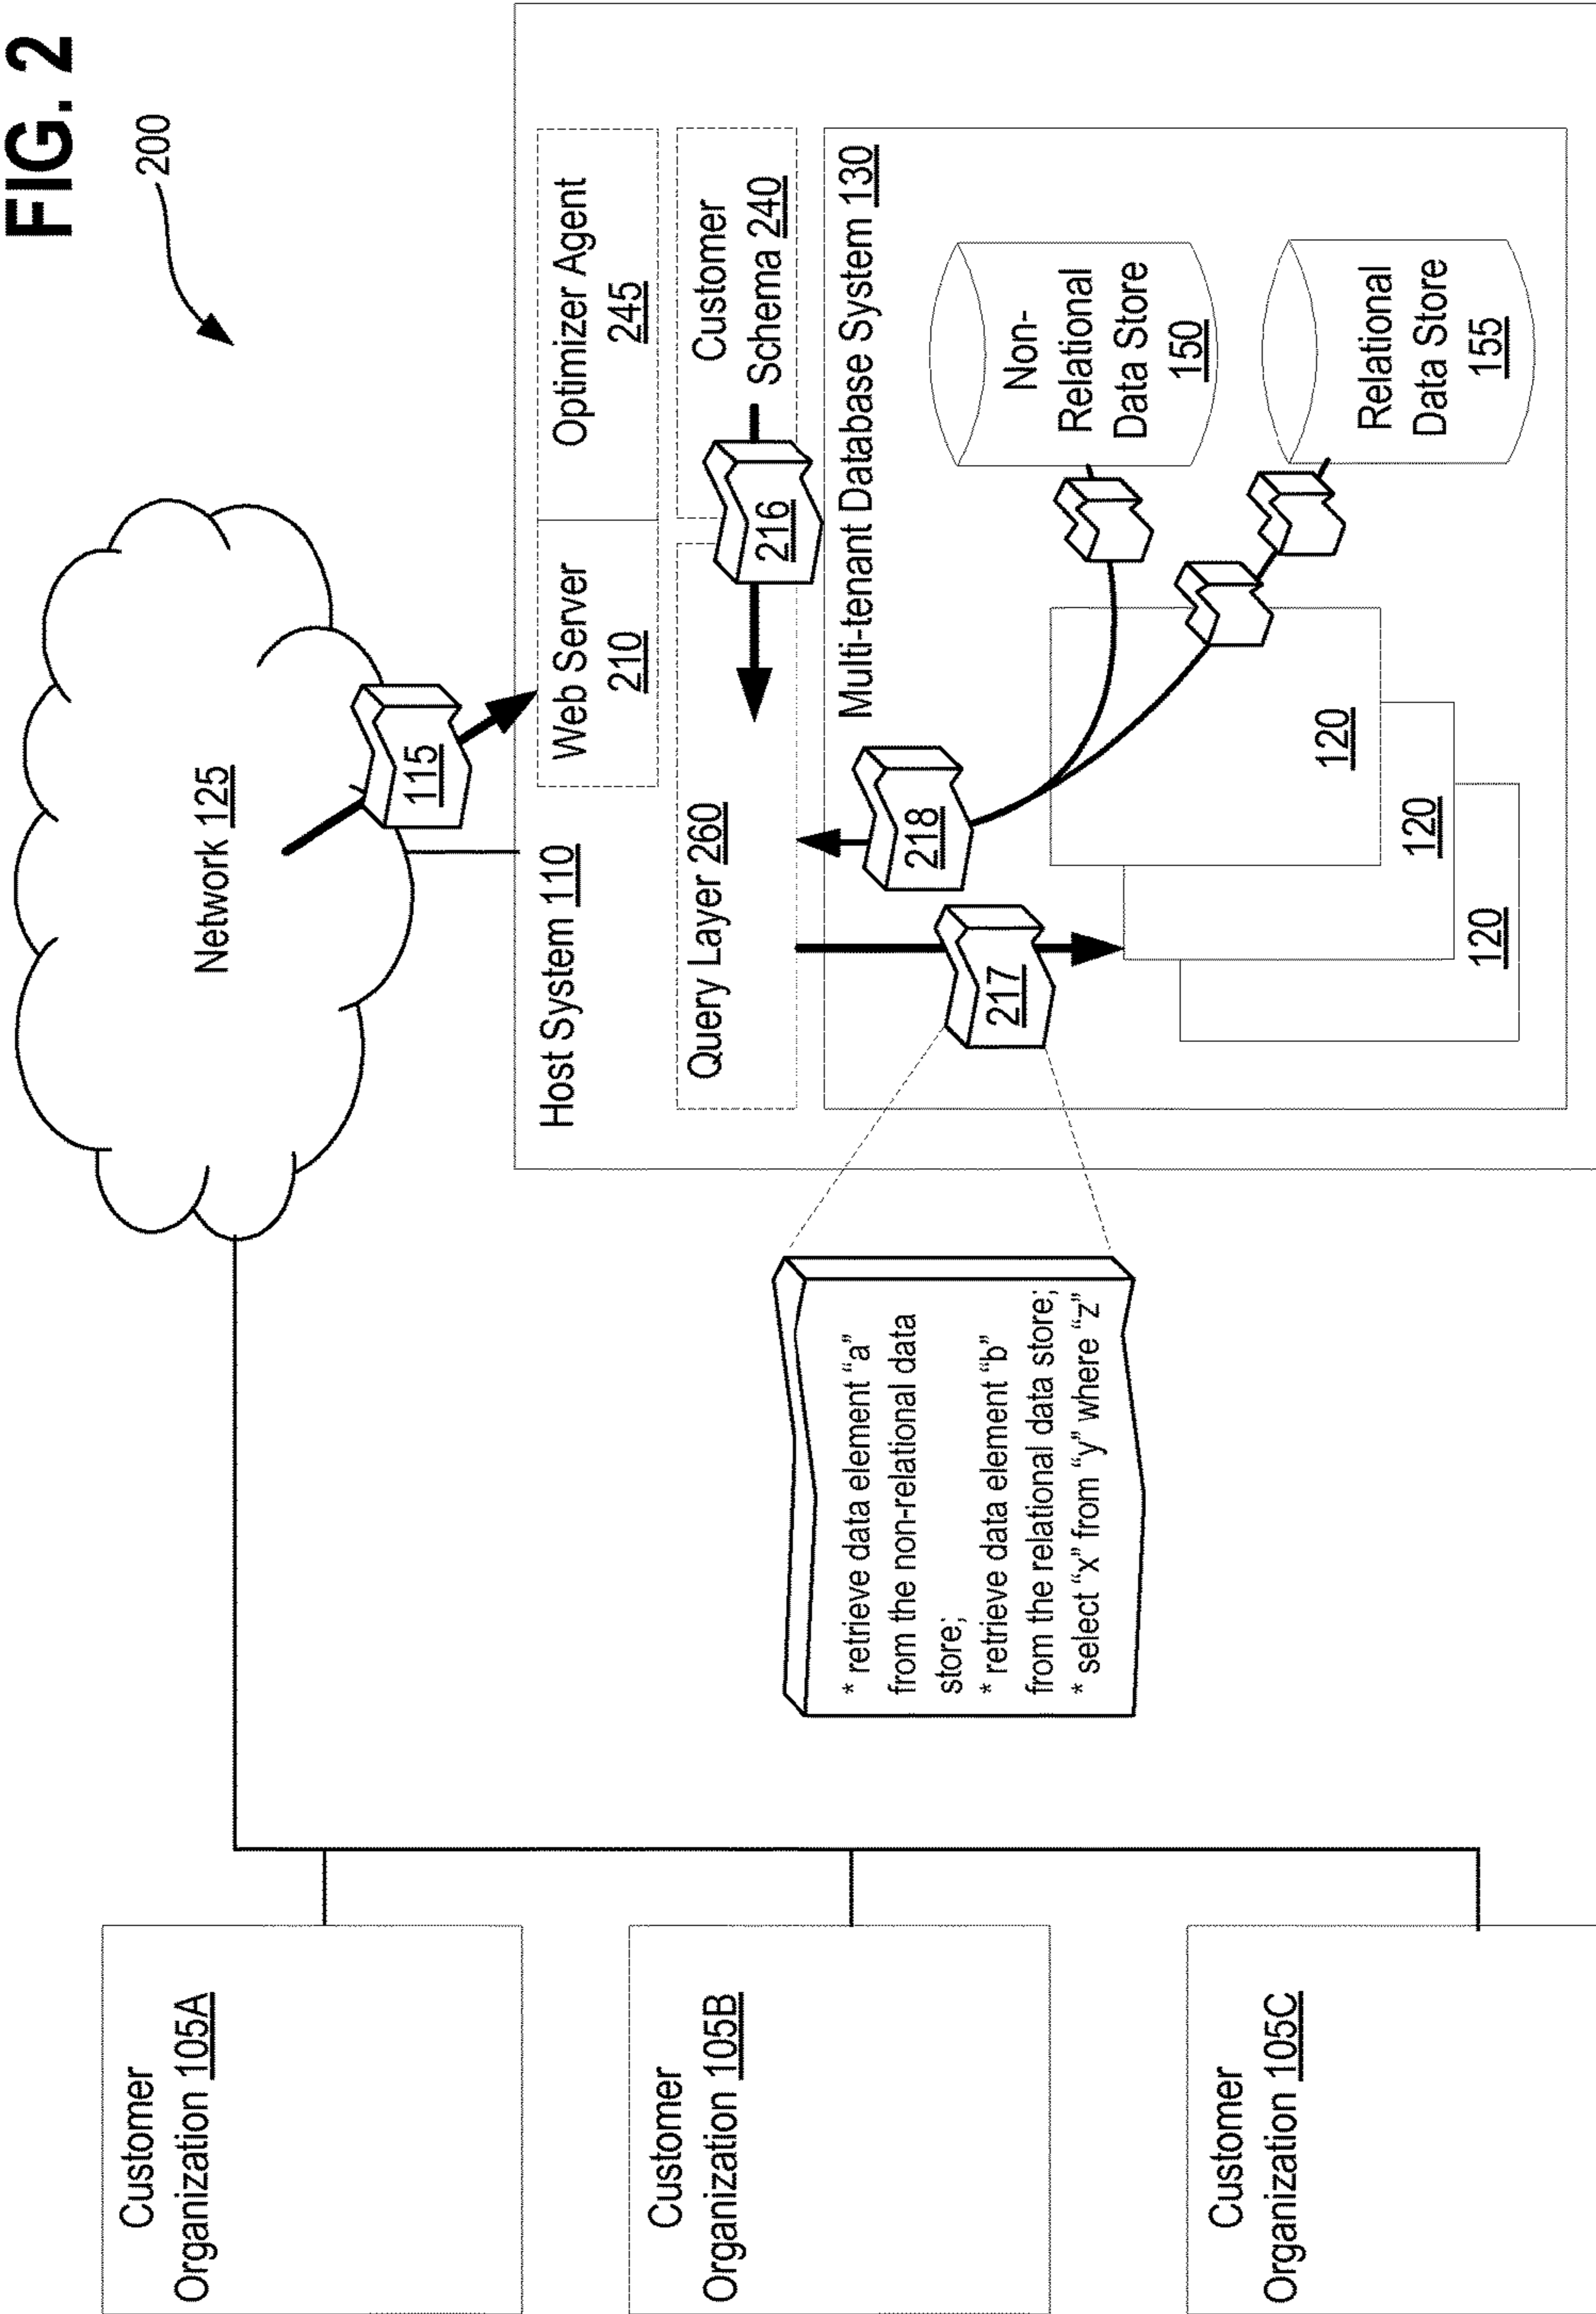 FIG. 2
200
Customer
Organization 105A
Customer
Organization 105B
Customer
Organization 105C
Network 125
115
Host System 110
Web Server
210
Optimizer Agent
245
Query Layer 260
216
Customer
Schema 240
Multi-tenant Database System 130
217
218
120
120
120
Non-
Relational
Data Store
150
Relational
Data Store
155
* retrieve data element “a”
from the non-relational data
store;
* retrieve data element “b”
from the relational data store;
* select “x” from “y” where “z”